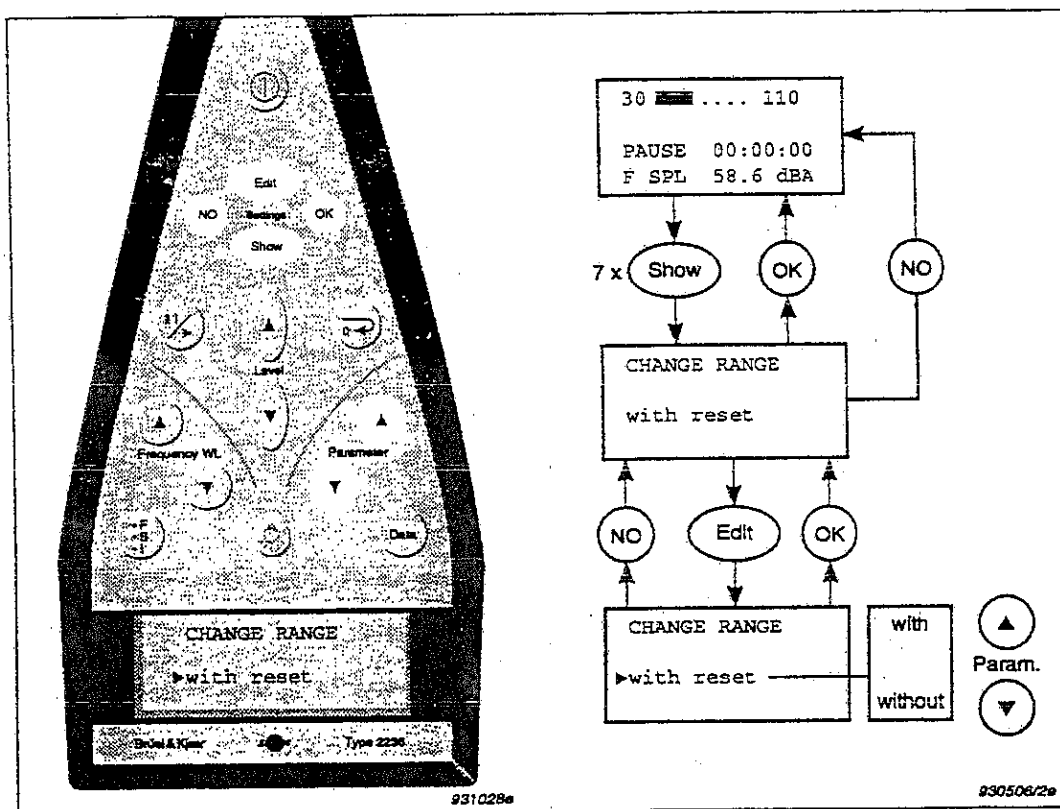 Edit
NO Settings OK
Show
Level
Frequency Wt.
Parameter
F
S
I
Data
CHANGE RANGE
▶with reset
Brüel & Kjær Type 2236
931028e
30 .... 110
PAUSE 00:00:00
F SPL 58.6 dBA
7 x Show OK NO
CHANGE RANGE
with reset
NO Edit OK
CHANGE RANGE
▶with reset
with
without
Param.
930506/2e